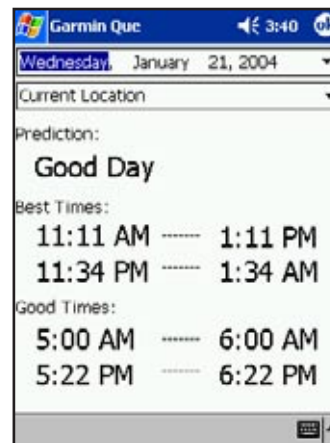 Garmin Que 3:40 ok
Wednesday, January 21, 2004
Current Location
Prediction:
Good Day
Best Times:
11:11 AM ------- 1:11 PM
11:34 PM ------- 1:34 AM
Good Times:
5:00 AM ------- 6:00 AM
5:22 PM ------- 6:22 PM